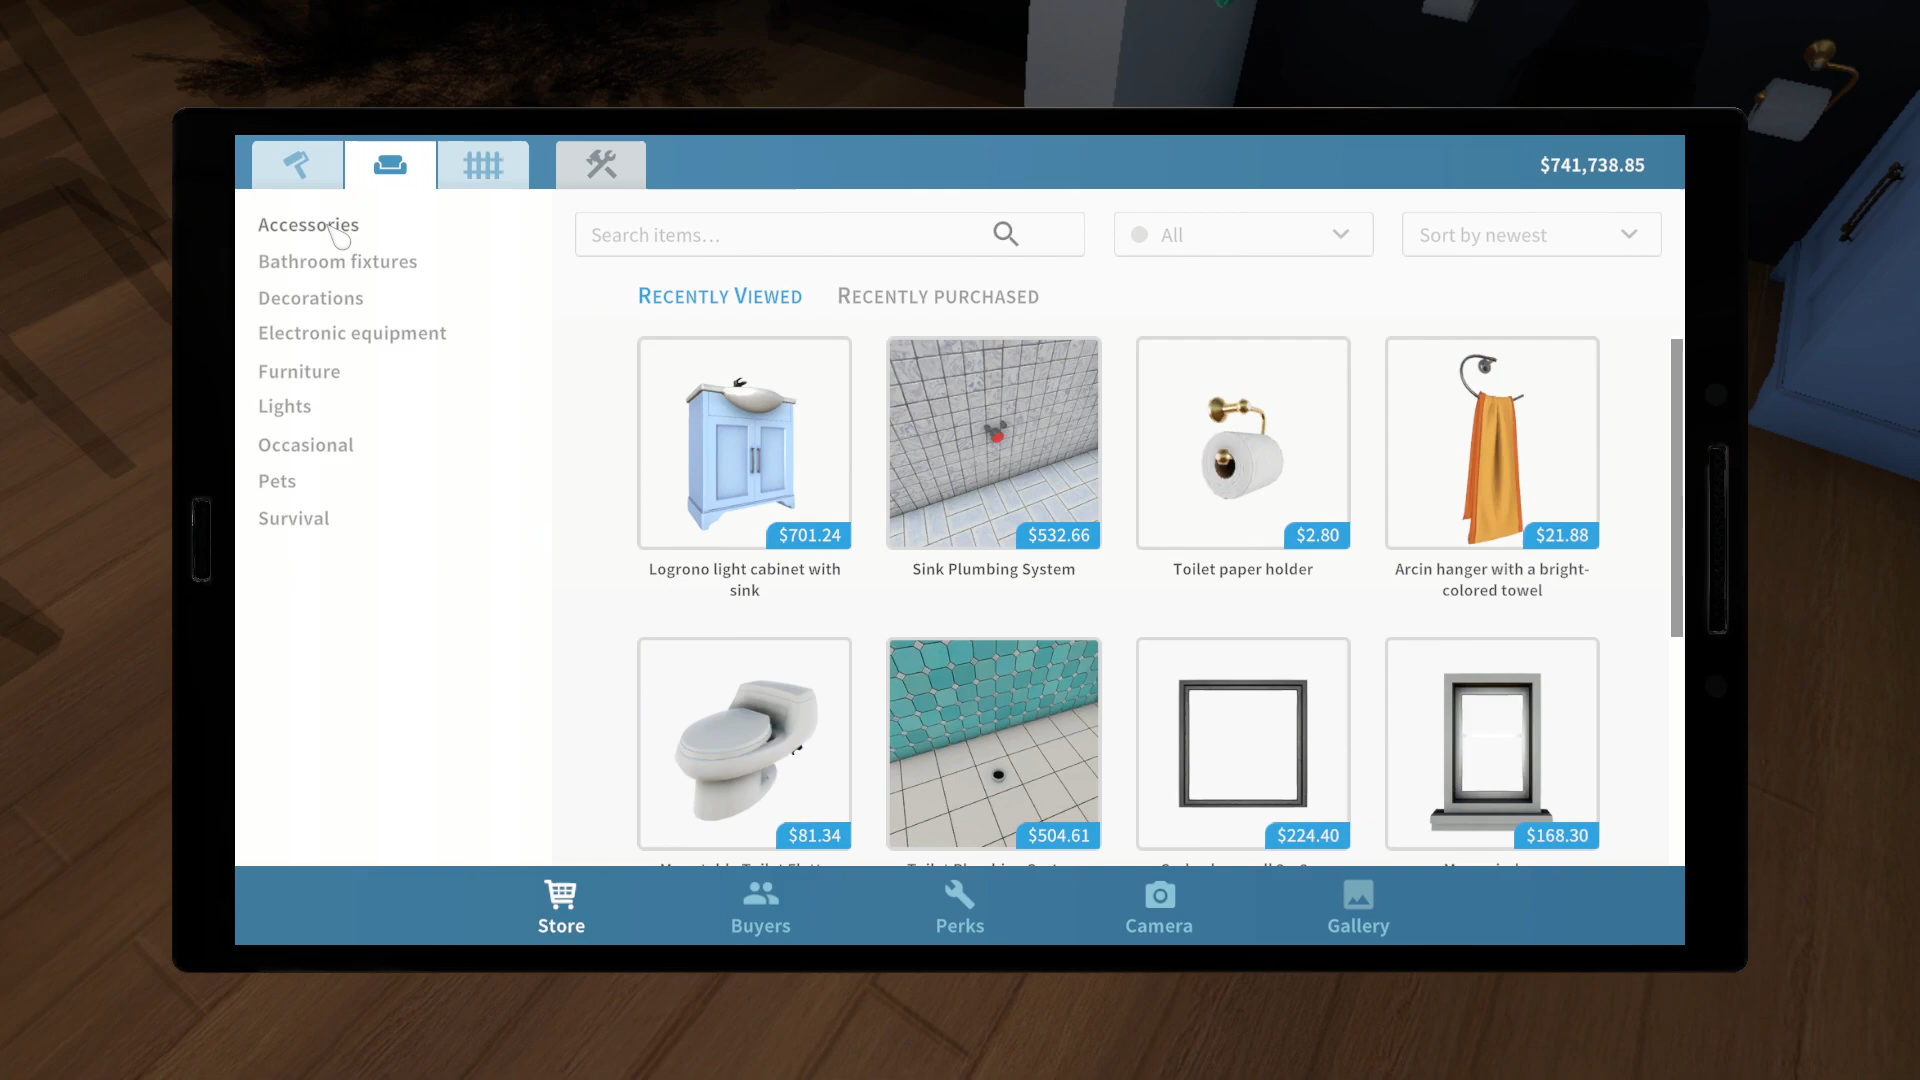 $741,738.85
Accessories
Bathroom fixtures
Decorations
Electronic equipment
Furniture
Lights
Occasional
Pets
Survival
Search items...
All
Sort by newest
RECENTLY VIEWED
RECENTLY PURCHASED
$701.24
$532.66
$2.80
$21.88
Logrono light cabinet with
sink
Sink Plumbing System
Toilet paper holder
Arcin hanger with a bright-
colored towel
$81.34
$504.61
$224.40
$168.30
Store
Buyers
Perks
Camera
Gallery